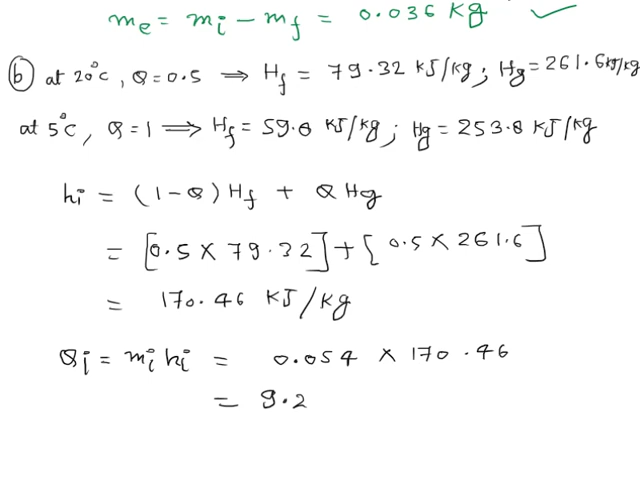 me = mi - mf = 0.036 Kg ✓
(b) at 20°C, Q = 0.5 ⟹ Hf = 79.32 KJ/kg; Hg = 261.6 KJ/kg
at 5°C, Q = 1 ⟹ Hf = 59.8 KJ/kg; Hg = 253.8 KJ/kg
hi = (1-Q) Hf + Q Hg
= [0.5 × 79.32] + [0.5 × 261.6]
= 170.46 KJ/Kg
Qi = mi hi = 0.054 × 170.46
= 9.2